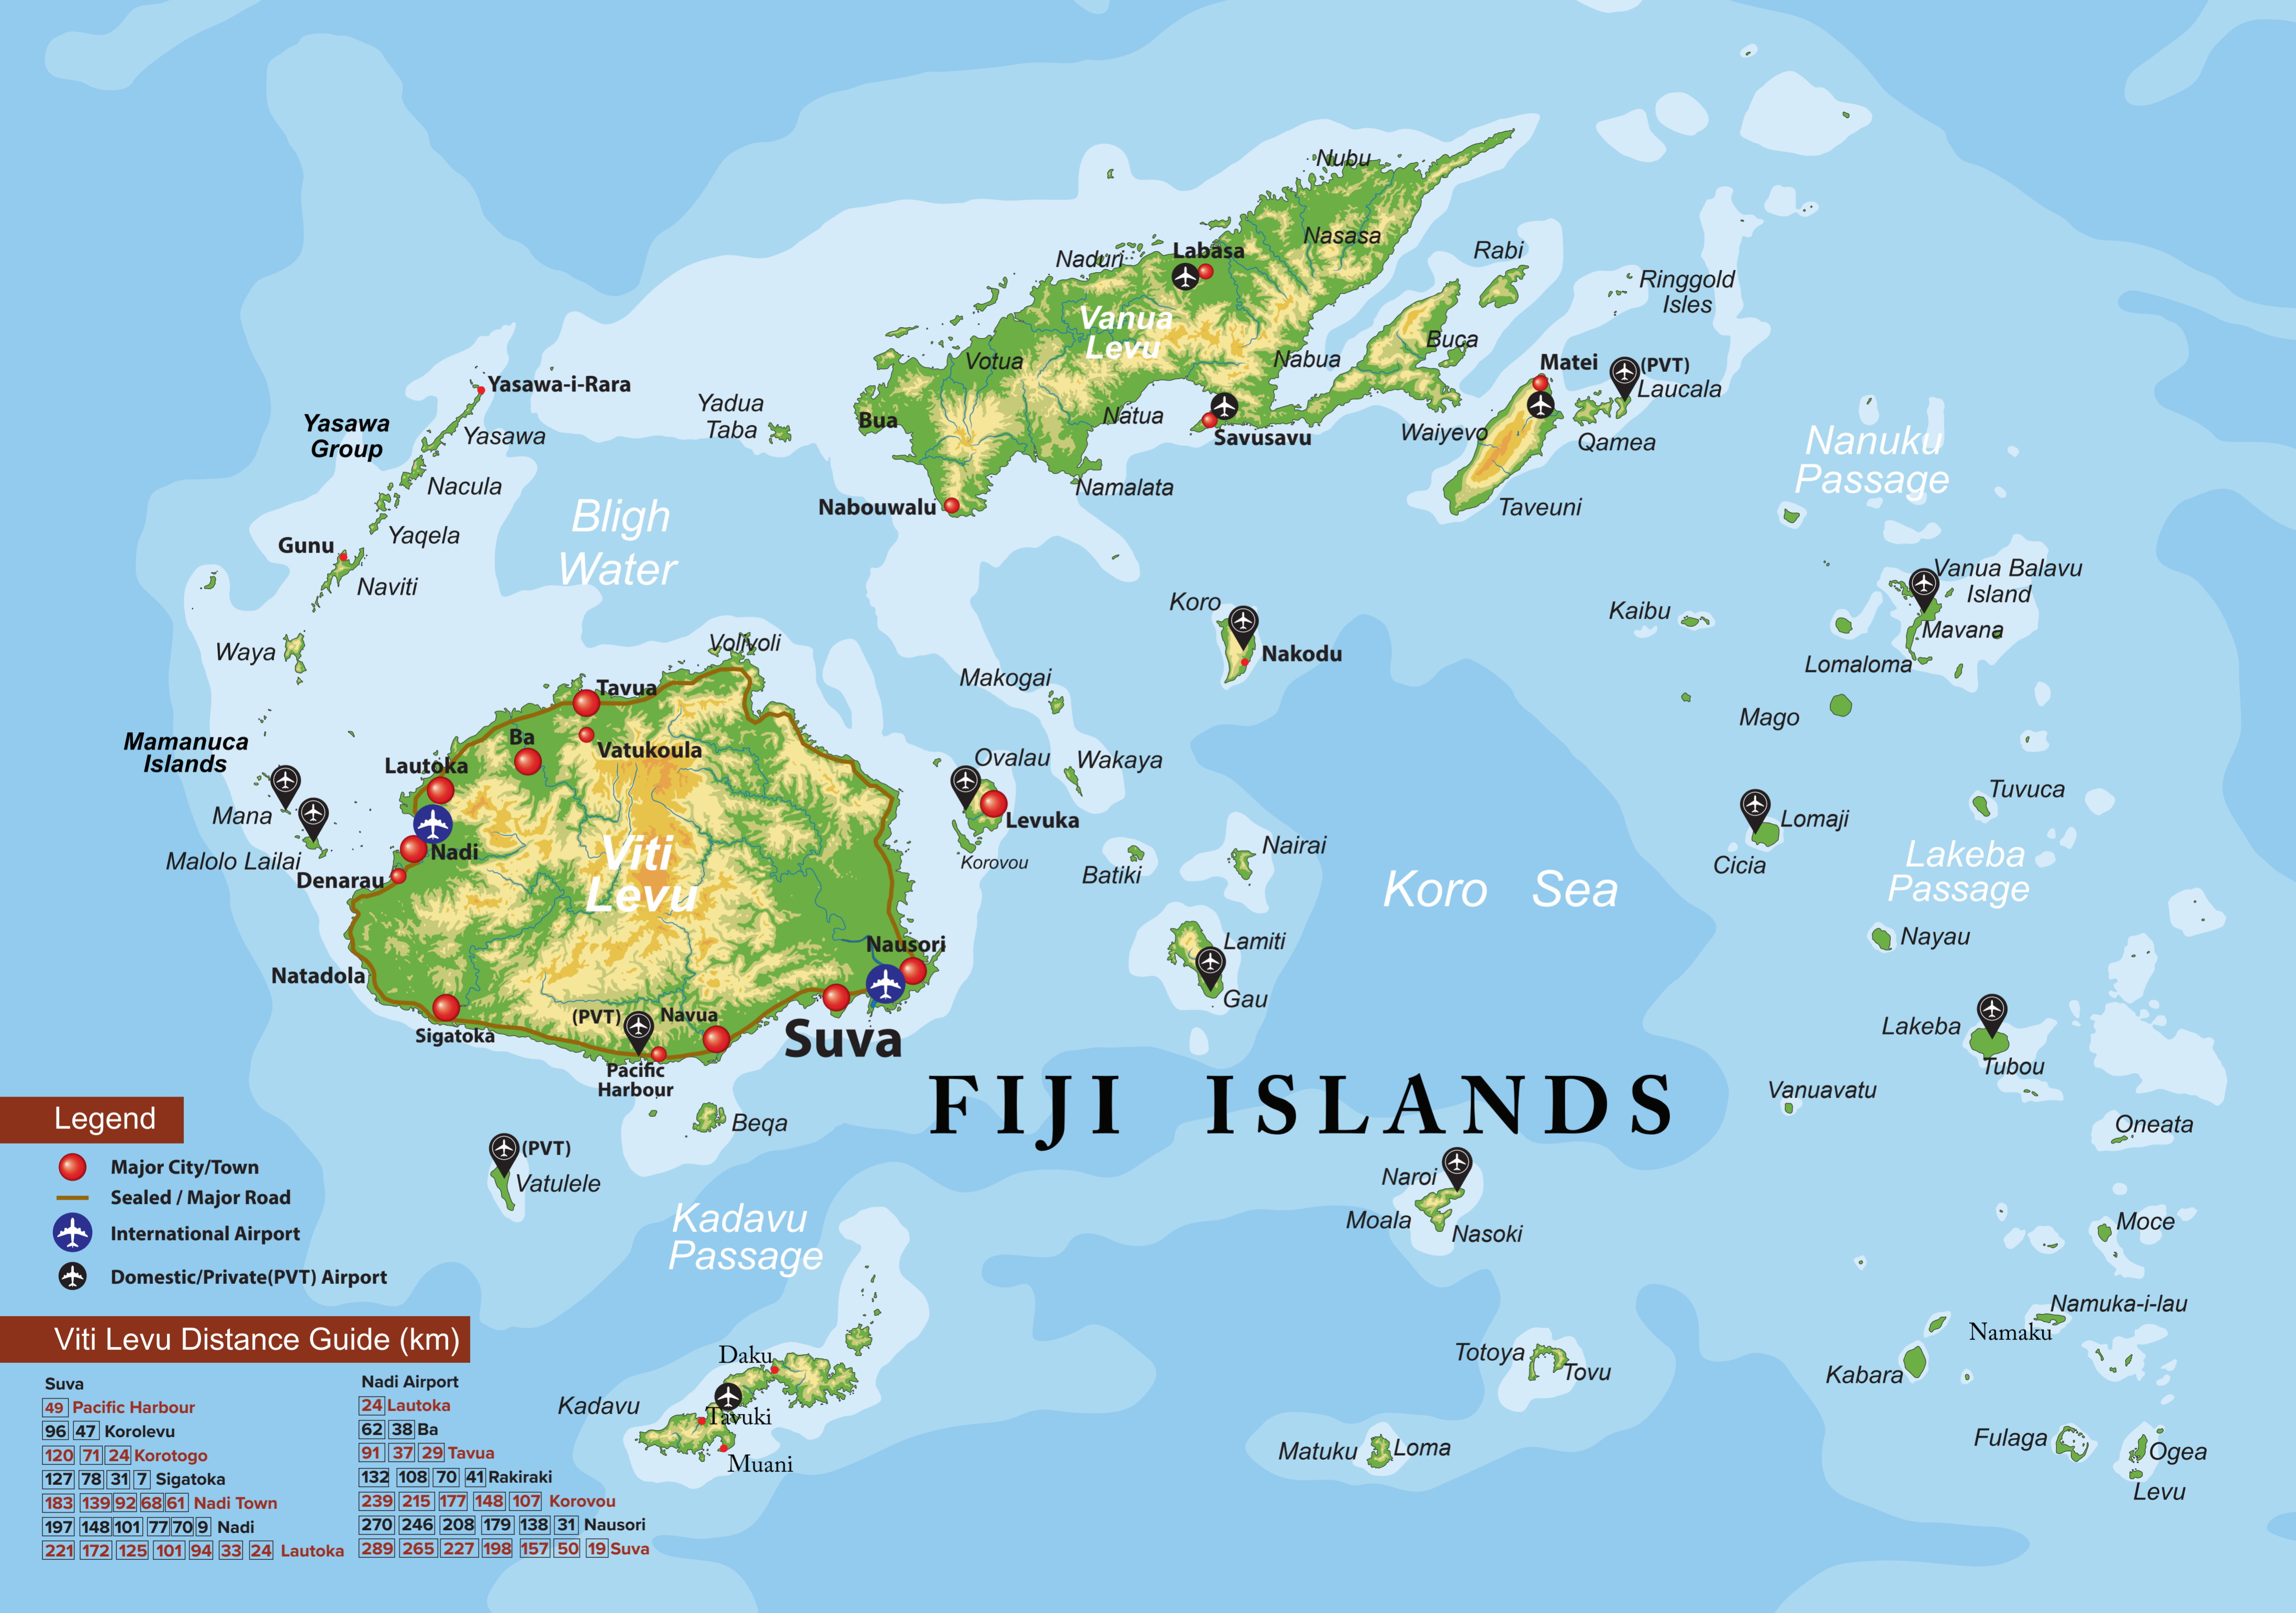 Nubu
Nasasa
Rabi
Labasa
Naduri
Ringgold
Isles
Vanua
Levu
Buca
Votua
Nabua
Matei
(PVT)
Laucala
Yasawa-i-Rara
Yasawa
Group
Yasawa
Yadua
Taba
Bua
Natua
Savusavu
Waiyevo
Qamea
Nanuku
Passage
Nacula
Namalata
Nabouwalu
Taveuni
Bligh
Water
Yaqela
Gunu
Naviti
Vanua Balavu
Island
Koro
Kaibu
Mavana
Waya
Volivoli
Nakodu
Lomaloma
Makogai
Tavua
Mago
Mamanuca
Islands
Ba
Vatukoula
Lautoka
Ovalau
Wakaya
Tuvuca
Mana
Levuka
Lomaji
Nadi
Viti
Levu
Malolo Lailai
Korovou
Nairai
Batiki
Cicia
Lakeba
Passage
Denarau
Koro Sea
Nausori
Lamiti
Nayau
Natadola
Gau
Sigatoka
(PVT)
Navua
Suva
Lakeba
Tubou
Pacific
Harbour
FIJI ISLANDS
Vanuavatu
Beqa
Oneata
Legend
Major City/Town
Sealed / Major Road
International Airport
Domestic/Private(PVT) Airport
(PVT)
Vatulele
Naroi
Moala
Nasoki
Kadavu
Passage
Moce
Namuka-i-lau
Namaku
Daku
Totoya
Tovu
Kabara
Kadavu
Tavuki
Muani
Matuku
Loma
Fulaga
Ogea
Levu
Viti Levu Distance Guide (km)
Suva
49 Pacific Harbour
96 47 Korolevu
120 71 24 Korotogo
127 78 31 7 Sigatoka
183 139 92 68 61 Nadi Town
197 148 101 77 70 9 Nadi
221 172 125 101 94 33 24 Lautoka
Nadi Airport
24 Lautoka
62 38 Ba
91 37 29 Tavua
132 108 70 41 Rakiraki
239 215 177 148 107 Korovou
270 246 208 179 138 31 Nausori
289 265 227 198 157 50 19 Suva